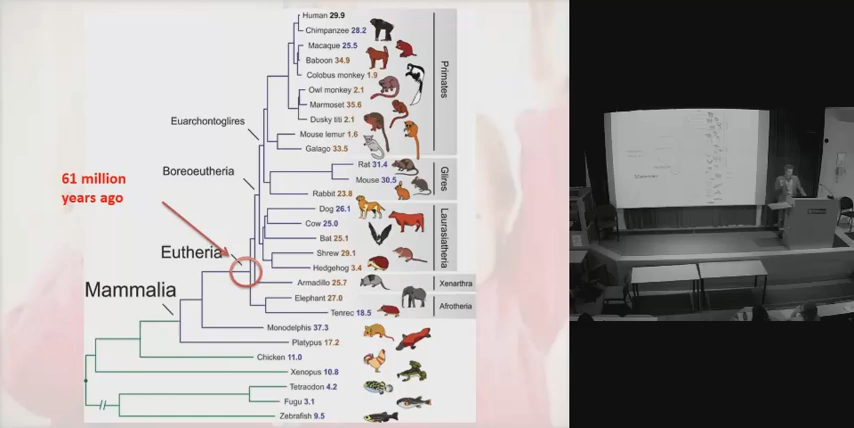 Human 29.9
Chimpanzee 28.2
Macaque 25.5
Baboon 34.9
Colobus monkey 1.9
Owl monkey 2.1
Marmoset 35.6
Dusky titi 2.1
Mouse lemur 1.6
Galago 33.5
Primates
Euarchontoglires
Rat 31.4
Mouse 30.5
Rabbit 23.8
Glires
Boreoeutheria
61 million
years ago
Dog 26.1
Cow 25.0
Bat 25.1
Shrew 29.1
Hedgehog 3.4
Laurasiatheria
Eutheria
Armadillo 25.7
Xenarthra
Mammalia
Elephant 27.0
Tenrec 18.5
Afrotheria
Monodelphis 37.3
Platypus 17.2
Chicken 11.0
Xenopus 10.8
Tetraodon 4.2
Fugu 3.1
Zebrafish 9.5